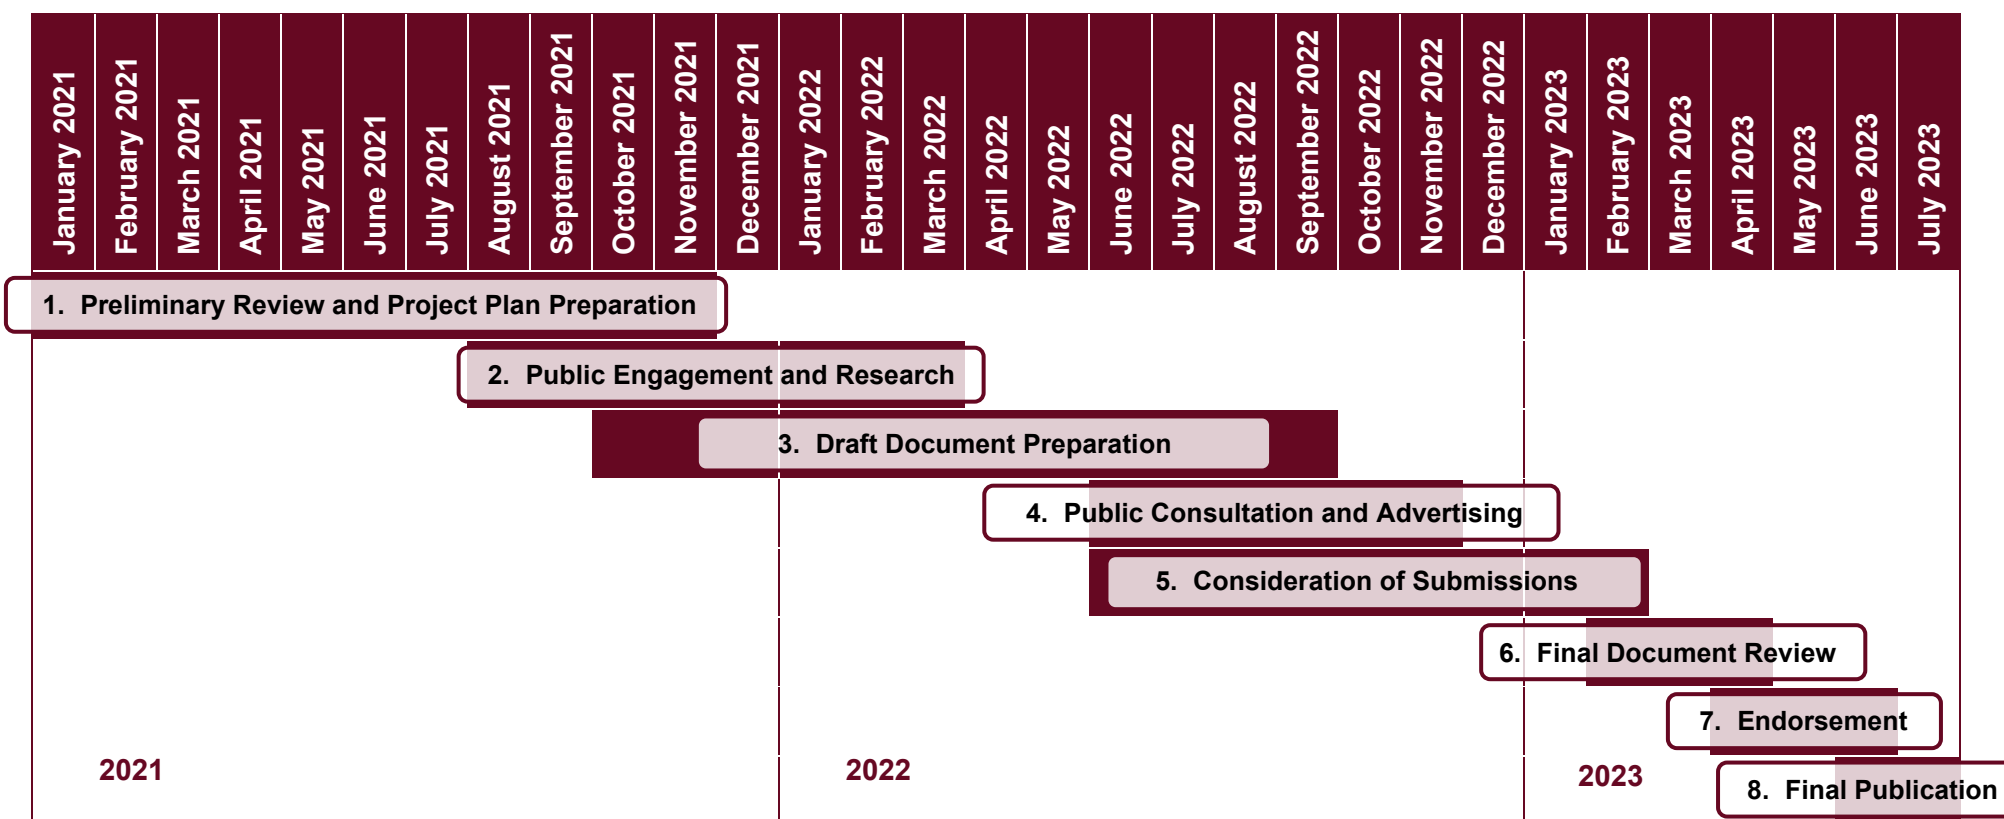 January 2021
February 2021
March 2021
April 2021
May 2021
June 2021
July 2021
August 2021
September 2021
October 2021
November 2021
December 2021
January 2022
February 2022
March 2022
April 2022
May 2022
June 2022
July 2022
August 2022
September 2022
October 2022
November 2022
December 2022
January 2023
February 2023
March 2023
April 2023
May 2023
June 2023
July 2023
1. Preliminary Review and Project Plan Preparation
2. Public Engagement and Research
3. Draft Document Preparation
4. Public Consultation and Advertising
5. Consideration of Submissions
6. Final Document Review
7. Endorsement
2021
2022
2023
8. Final Publication